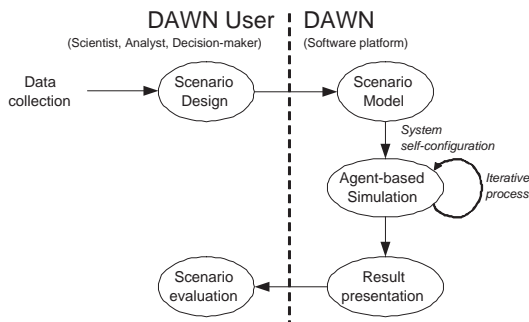 DAWN User
(Scientist, Analyst, Decision-maker)
DAWN
(Software platform)
Data
collection
Scenario
Design
Scenario
Model
System
self-configuration
Agent-based
Simulation
Iterative
process
Scenario
evaluation
Result
presentation